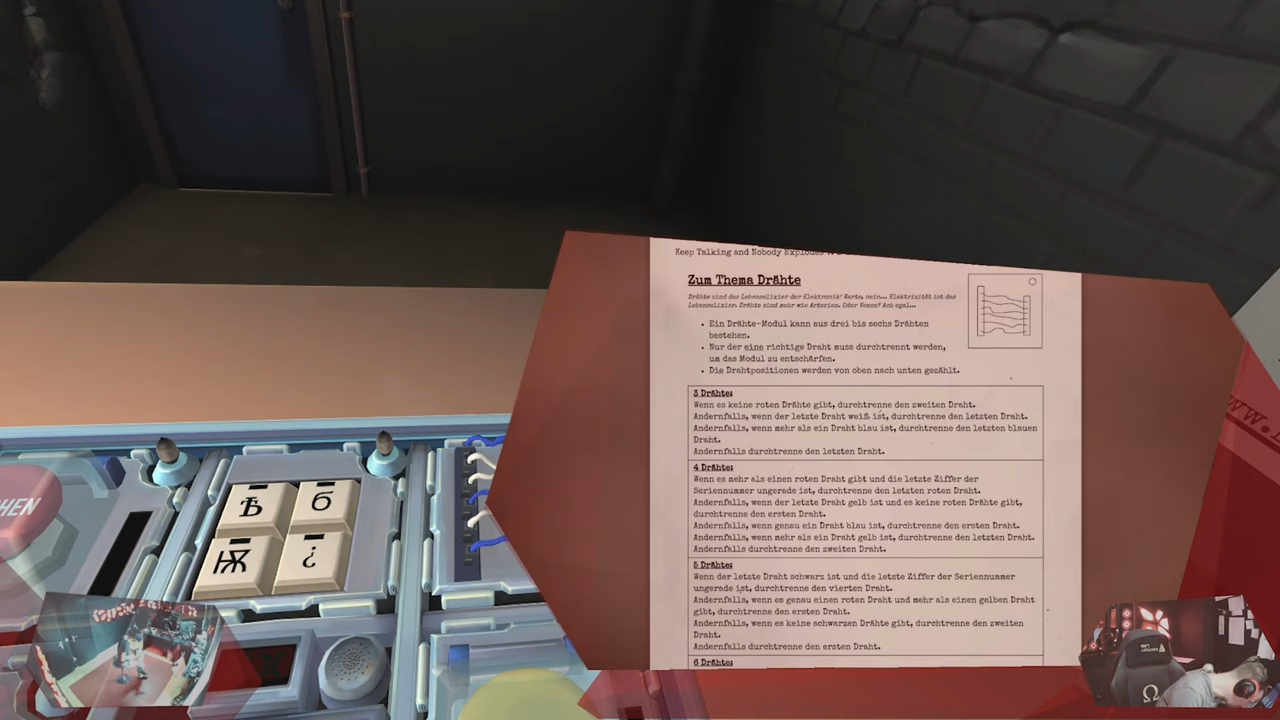 Keep Talking and Nobody Explodes
Zum Thema Drähte
Drähte sind das Lebenselixier der Elektronik! Warte, nein... Elektrizität ist das
Lebenselixier. Drähte sind mehr wie Arterien. Oder Venen? Ach egal...
• Ein Drähte-Modul kann aus drei bis sechs Drähten
bestehen.
• Nur der eine richtige Draht muss durchtrennt werden,
um das Modul zu entschärfen.
• Die Drahtpositionen werden von oben nach unten gezählt.
3 Drähte:
Wenn es keine roten Drähte gibt, durchtrenne den zweiten Draht.
Andernfalls, wenn der letzte Draht weiß ist, durchtrenne den letzten Draht.
Andernfalls, wenn mehr als ein Draht blau ist, durchtrenne den letzten blauen
Draht.
Andernfalls durchtrenne den letzten Draht.
4 Drähte:
Wenn es mehr als einen roten Draht gibt und die letzte Ziffer der
Seriennummer ungerade ist, durchtrenne den letzten roten Draht.
Andernfalls, wenn der letzte Draht gelb ist und es keine roten Drähte gibt,
durchtrenne den ersten Draht.
Andernfalls, wenn genau ein Draht blau ist, durchtrenne den ersten Draht.
Andernfalls, wenn mehr als ein Draht gelb ist, durchtrenne den letzten Draht.
Andernfalls durchtrenne den zweiten Draht.
5 Drähte:
Wenn der letzte Draht schwarz ist und die letzte Ziffer der Seriennummer
ungerade ist, durchtrenne den vierten Draht.
Andernfalls, wenn es genau einen roten Draht und mehr als einen gelben Draht
gibt, durchtrenne den ersten Draht.
Andernfalls, wenn es keine schwarzen Drähte gibt, durchtrenne den zweiten
Draht.
Andernfalls durchtrenne den ersten Draht.
6 Drähte:
HEN
Ѣ б
Ѭ ¿
Ω